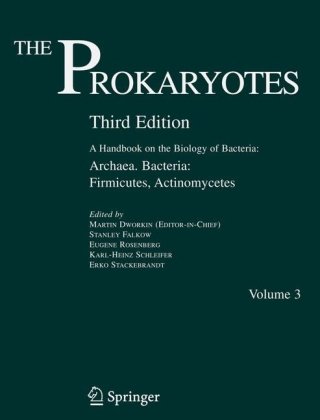 THE PROKARYOTES
Third Edition
A Handbook on the Biology of Bacteria:
Archaea. Bacteria:
Firmicutes, Actinomycetes
Edited by
MARTIN DWORKIN (EDITOR-IN-CHIEF)
STANLEY FALKOW
EUGENE ROSENBERG
KARL-HEINZ SCHLEIFER
ERKO STACKEBRANDT
Volume 3
Springer